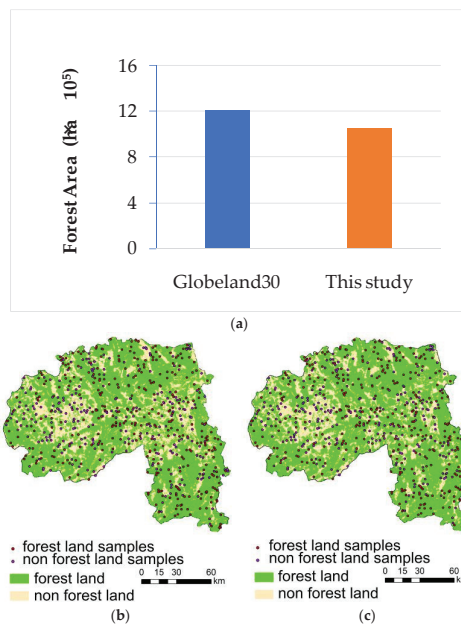 16
12
8
4
0
Forest Area (ha 10⁵)
Globeland30 This study
(a)
forest land samples
non forest land samples
forest land
non forest land
0 15 30 60
km
(b)
forest land samples
non forest land samples
forest land
non forest land
0 15 30 60
km
(c)